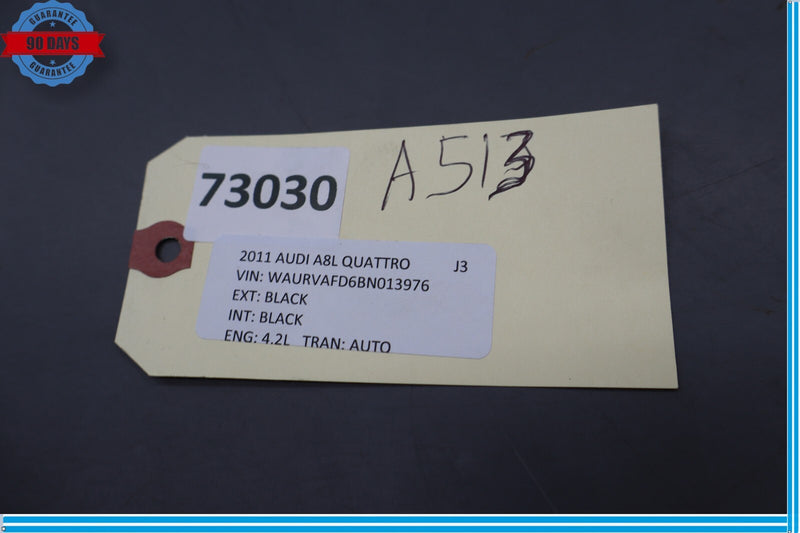 GUARANTEE
90 DAYS
GUARANTEE
A513
73030
2011 AUDI A8L QUATTRO J3
VIN: WAURVAFD6BN013976
EXT: BLACK
INT: BLACK
ENG: 4.2L TRAN: AUTO